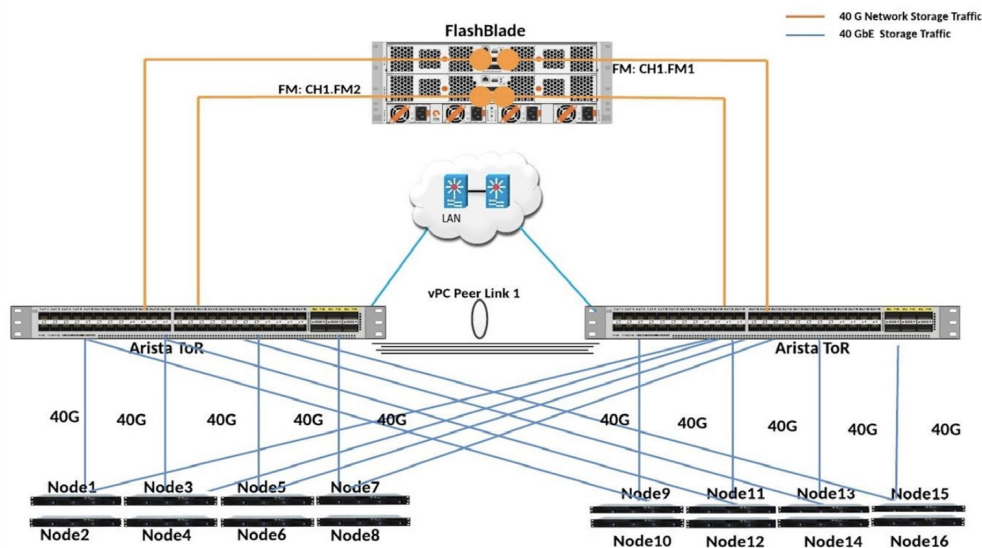 40 G Network Storage Traffic
40 GbE Storage Traffic
FlashBlade
FM: CH1.FM1
FM: CH1.FM2
LAN
vPC Peer Link 1
Arista ToR
Arista ToR
40G
40G
40G
40G
40G
40G
40G
40G
40G
40G
Node1
Node3
Node5
Node7
Node9
Node11
Node13
Node15
Node2
Node4
Node6
Node8
Node10
Node12
Node14
Node16